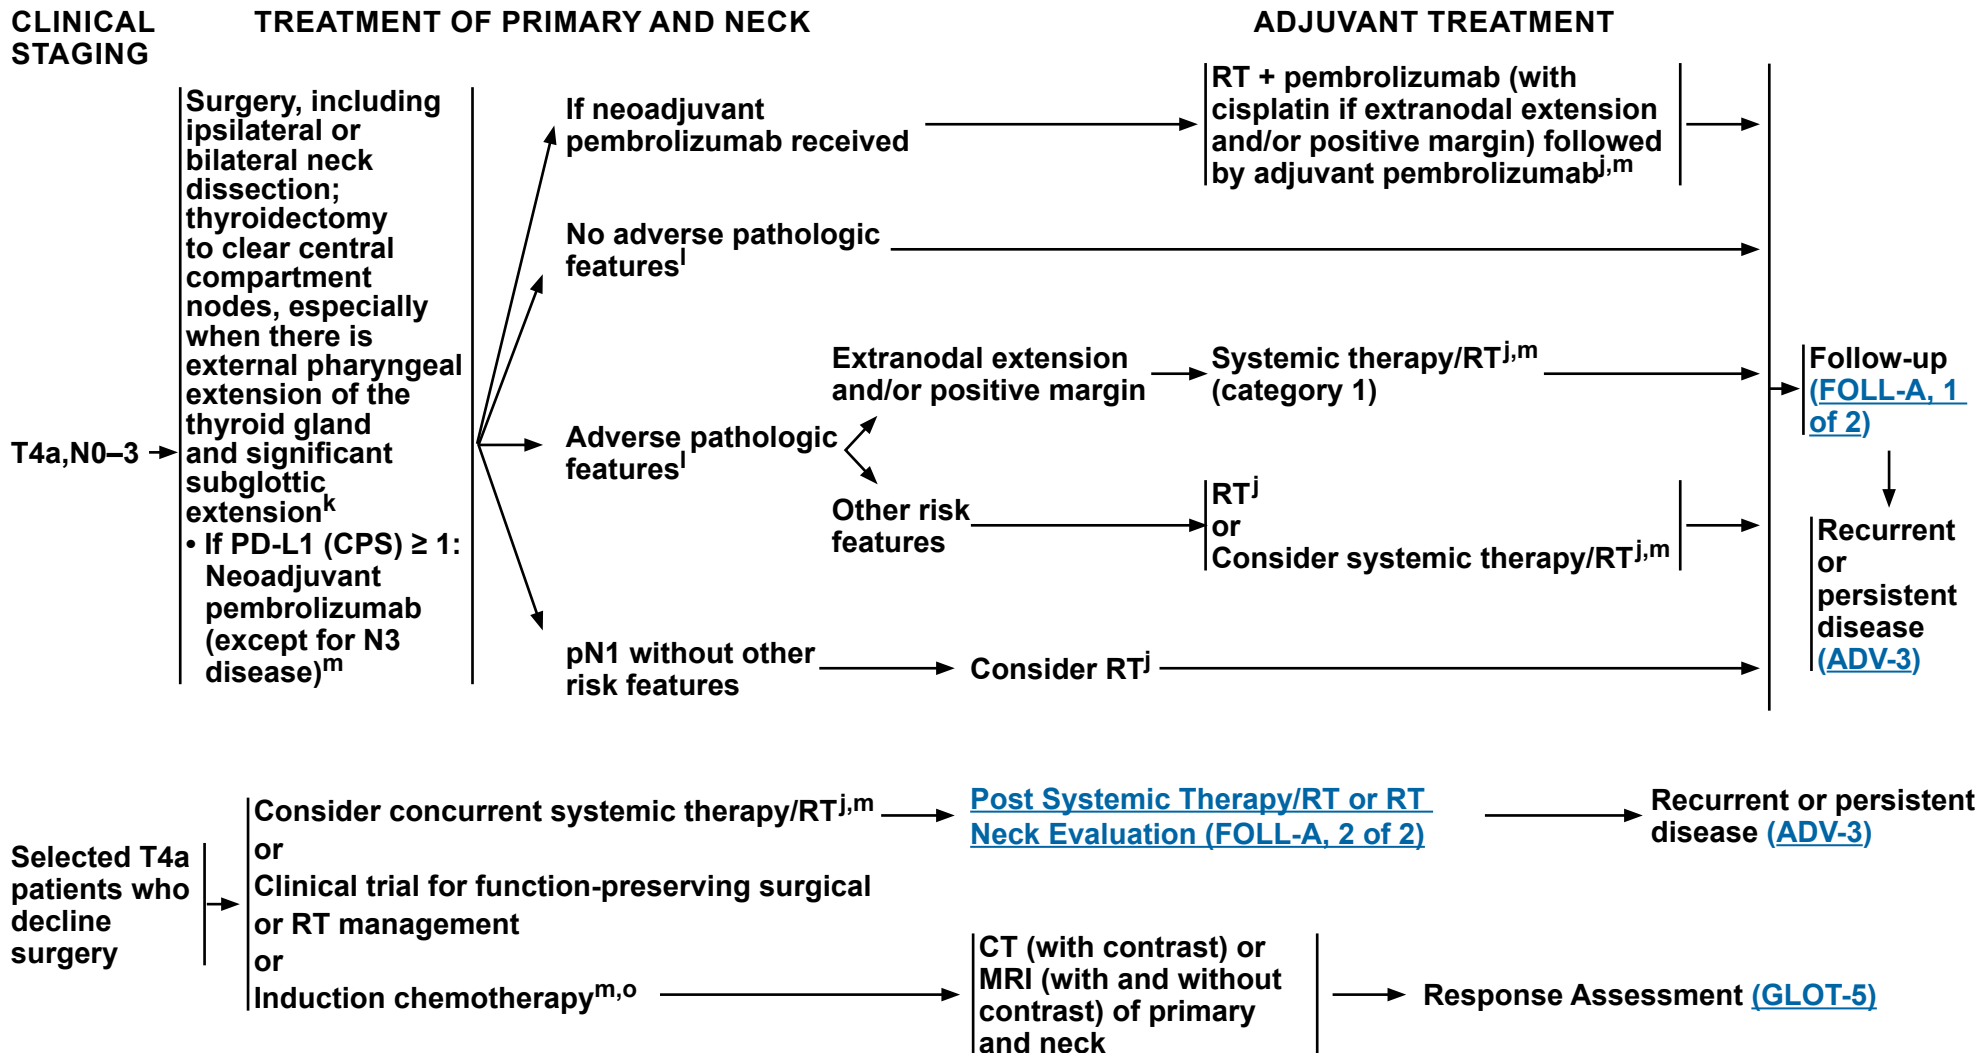 CLINICAL
STAGING
TREATMENT OF PRIMARY AND NECK
ADJUVANT TREATMENT
T4a,N0–3
Surgery, including
ipsilateral or
bilateral neck
dissection;
thyroidectomy
to clear central
compartment
nodes, especially
when there is
external pharyngeal
extension of the
thyroid gland
and significant
subglottic
extensionᵏ
• If PD-L1 (CPS) ≥ 1:
Neoadjuvant
pembrolizumab
(except for N3
disease)ᵐ
If neoadjuvant
pembrolizumab received
RT + pembrolizumab (with
cisplatin if extranodal extension
and/or positive margin) followed
by adjuvant pembrolizumabʲ,ᵐ
No adverse pathologic
featuresˡ
Adverse pathologic
featuresˡ
Extranodal extension
and/or positive margin
Systemic therapy/RTʲ,ᵐ
(category 1)
Other risk
features
RTʲ
or
Consider systemic therapy/RTʲ,ᵐ
pN1 without other
risk features
Consider RTʲ
Follow-up
(FOLL-A, 1
of 2)
Recurrent
or
persistent
disease
(ADV-3)
Selected T4a
patients who
decline
surgery
Consider concurrent systemic therapy/RTʲ,ᵐ
or
Clinical trial for function-preserving surgical
or RT management
or
Induction chemotherapyᵐ,ᵒ
Post Systemic Therapy/RT or RT
Neck Evaluation (FOLL-A, 2 of 2)
Recurrent or persistent
disease (ADV-3)
CT (with contrast) or
MRI (with and without
contrast) of primary
and neck
Response Assessment (GLOT-5)